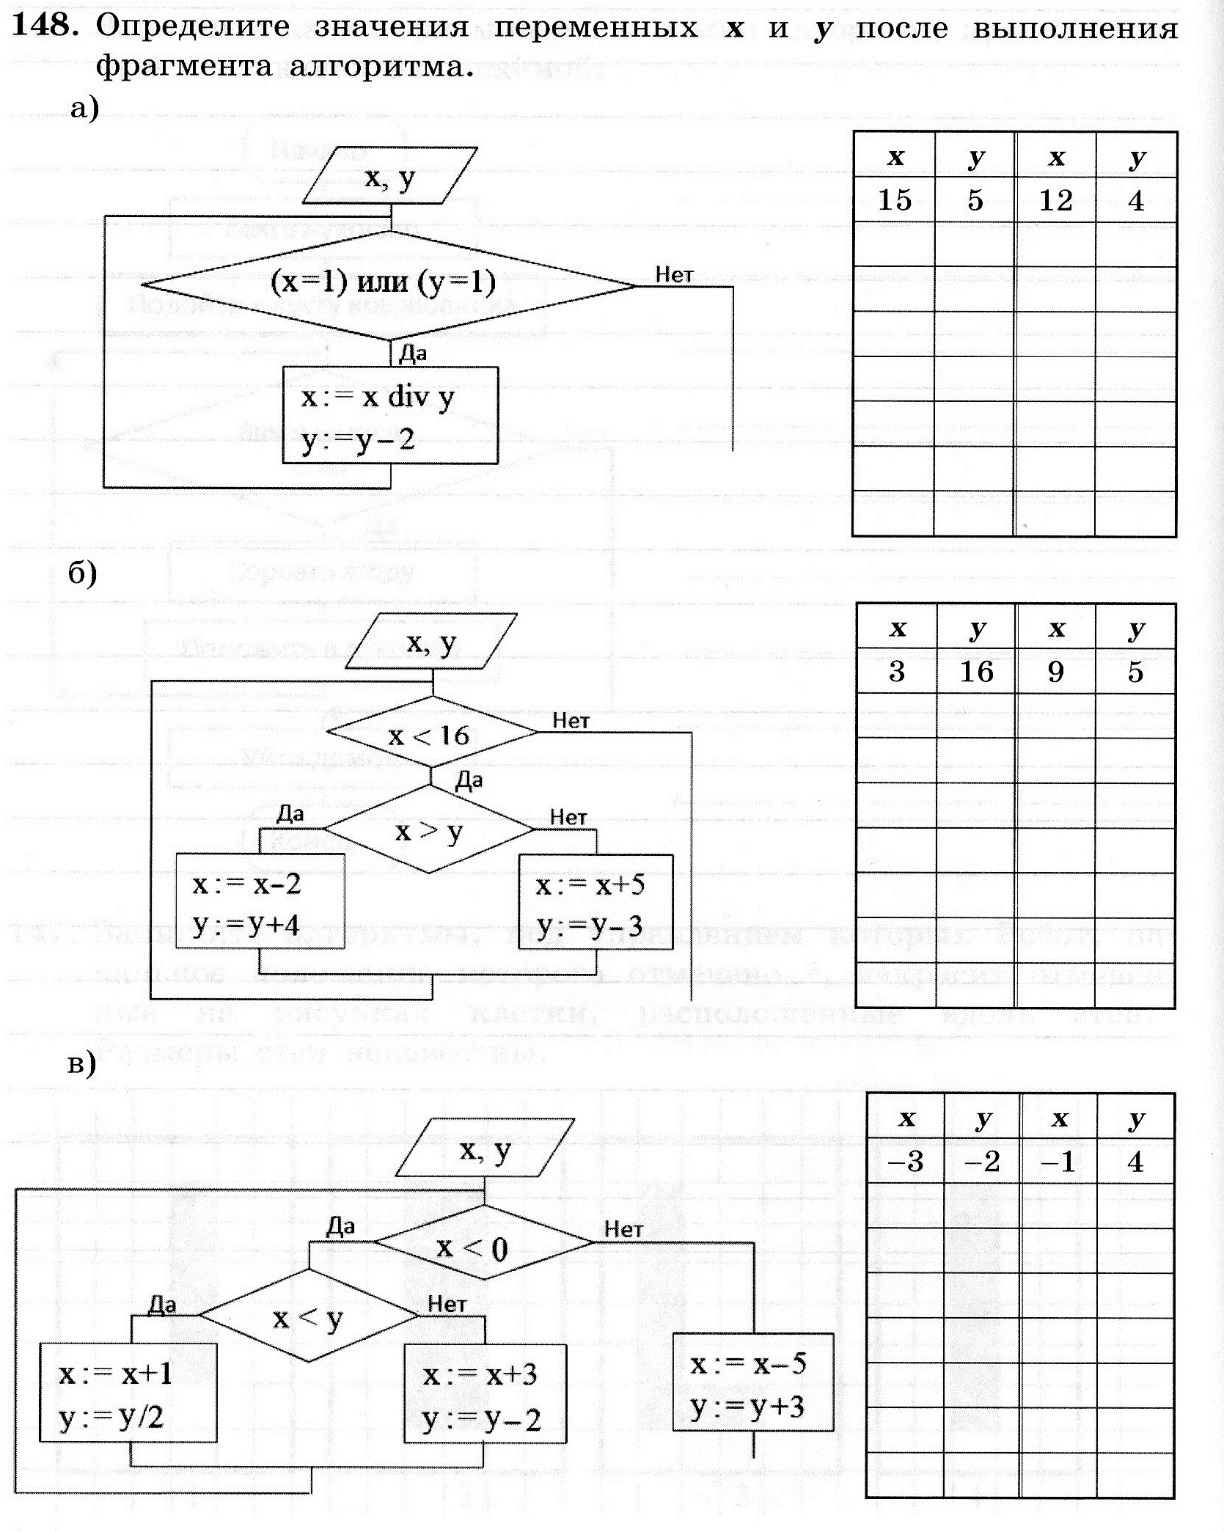 148. Определите значения переменных x и y после выполнения
фрагмента алгоритма.
а)
x, y
(x=1) или (y=1)
Нет
Да
x:= x div y
y:=y−2
x y x y
15 5 12 4
б)
x, y
x < 16
Нет
Да
Да
x > y
Нет
x:= x−2
y:=y+4
x:= x+5
y:=y−3
x y x y
3 16 9 5
в)
x, y
Да
x < 0
Нет
Да
x < y
Нет
x:= x+1
y:=y/2
x:= x+3
y:=y−2
x:= x−5
y:=y+3
x y x y
−3 −2 −1 4